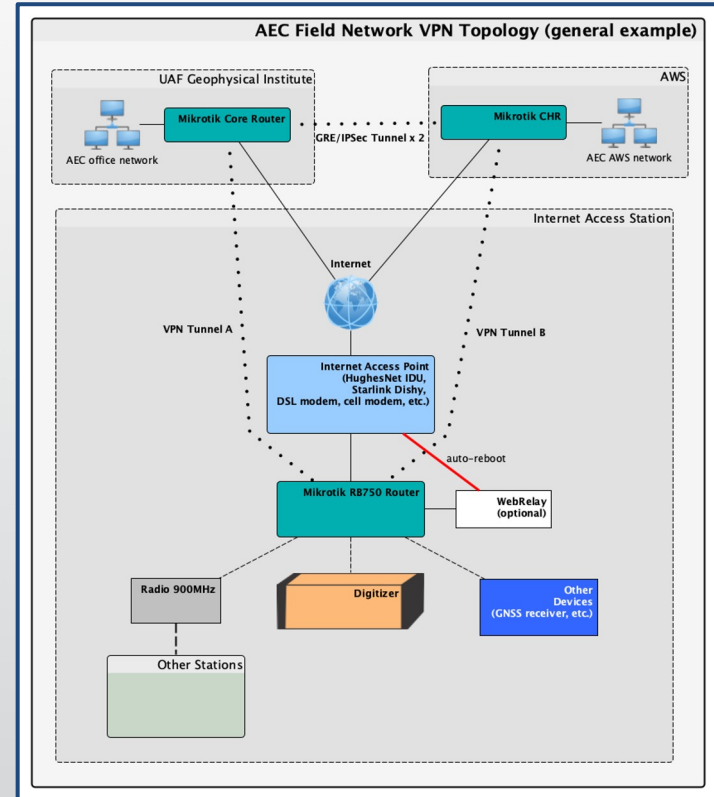 AEC Field Network VPN Topology (general example)
UAF Geophysical Institute
AWS
Mikrotik Core Router
Mikrotik CHR
GRE/IPSec Tunnel x 2
AEC office network
AEC AWS network
Internet Access Station
Internet
VPN Tunnel A
VPN Tunnel B
Internet Access Point
(HughesNet IDU,
Starlink Dishy,
DSL modem, cell modem, etc.)
auto-reboot
Mikrotik RB750 Router
WebRelay
(optional)
Radio 900MHz
Digitizer
Other
Devices
(GNSS receiver, etc.)
Other Stations